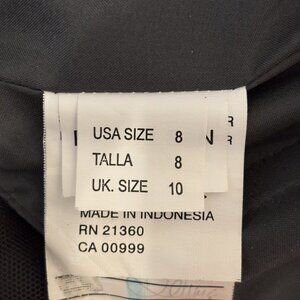 USA SIZE 8
TALLA 8
UK. SIZE 10
MADE IN INDONESIA
RN 21360
CA 00999